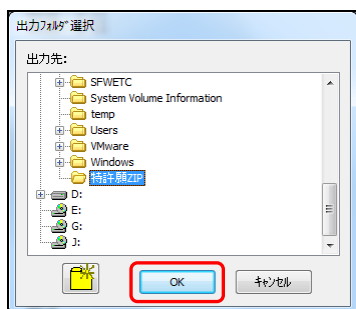 出力ﾌｫﾙﾀﾞ選択
出力先:
SFWETC
System Volume Information
temp
Users
VMware
Windows
特許願ZIP
D:
E:
G:
J:
OK
ｷｬﾝｾﾙ